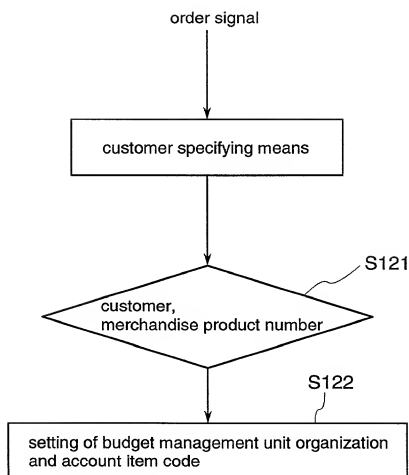 order signal
customer specifying means
S121
customer,
merchandise product number
S122
setting of budget management unit organization
and account item code